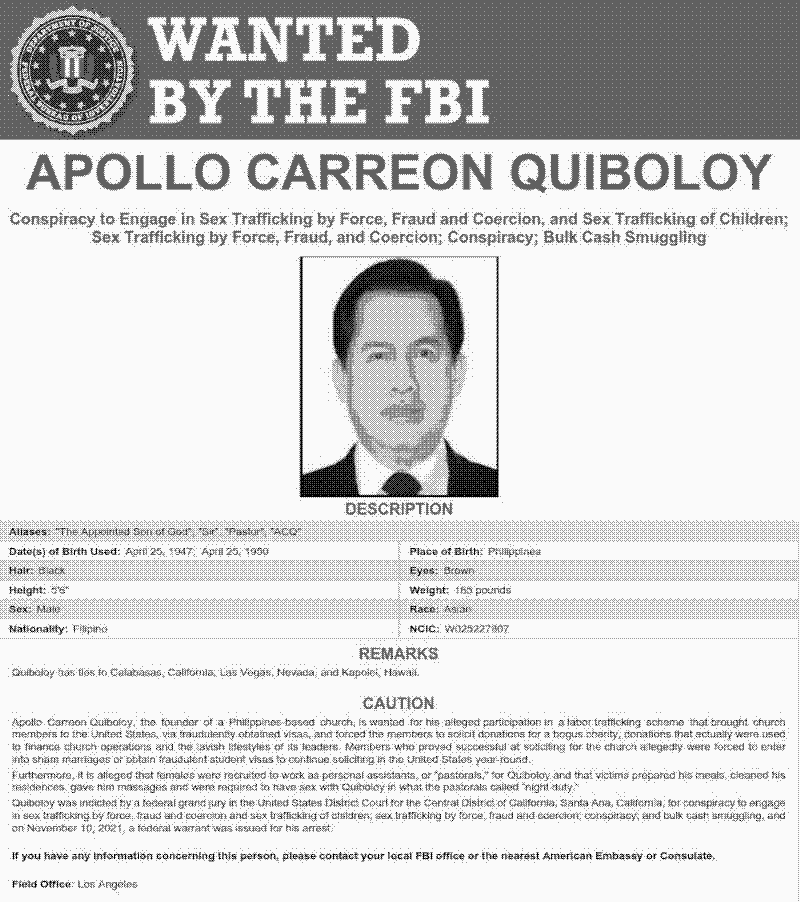 WANTED
BY THE FBI
DEPARTMENT OF JUSTICE
FEDERAL BUREAU OF INVESTIGATION
APOLLO CARREON QUIBOLOY
Conspiracy to Engage in Sex Trafficking by Force, Fraud and Coercion, and Sex Trafficking of Children;
Sex Trafficking by Force, Fraud, and Coercion; Conspiracy; Bulk Cash Smuggling
DESCRIPTION
Aliases: "The Appointed Son of God", "Sir", "Pastor", "ACQ"
Date(s) of Birth Used: April 25, 1947; April 25, 1950
Place of Birth: Philippines
Hair: Black
Eyes: Brown
Height: 5'6"
Weight: 165 pounds
Sex: Male
Race: Asian
Nationality: Filipino
NCIC:
REMARKS
Quiboloy has ties to Calabasas, California, Las Vegas, Nevada, and Kapolei, Hawaii.
CAUTION
Apollo Carreon Quiboloy, the founder of a Philippines-based church, is wanted for his alleged participation in a labor trafficking scheme that brought church
members to the United States, via fraudulently obtained visas, and forced the members to solicit donations for a bogus charity, donations that actually were used
to finance church operations and the lavish lifestyles of its leaders. Members who proved successful at soliciting for the church allegedly were forced to enter
into sham marriages or obtain fraudulent student visas to continue soliciting in the United States year-round.
Furthermore, it is alleged that females were recruited to work as personal assistants, or "pastorals," for Quiboloy and that victims prepared his meals, cleaned his
residences, gave him massages and were required to have sex with Quiboloy in what the pastorals called "night duty."
Quiboloy was indicted by a federal grand jury in the United States District Court for the Central District of California, Santa Ana, California, for conspiracy to engage
in sex trafficking by force, fraud and coercion and sex trafficking of children; sex trafficking by force, fraud and coercion; conspiracy; and bulk cash smuggling, and
on November 10, 2021, a federal warrant was issued for his arrest.
If you have any information concerning this person, please contact your local FBI office or the nearest American Embassy or Consulate.
Field Office: Los Angeles